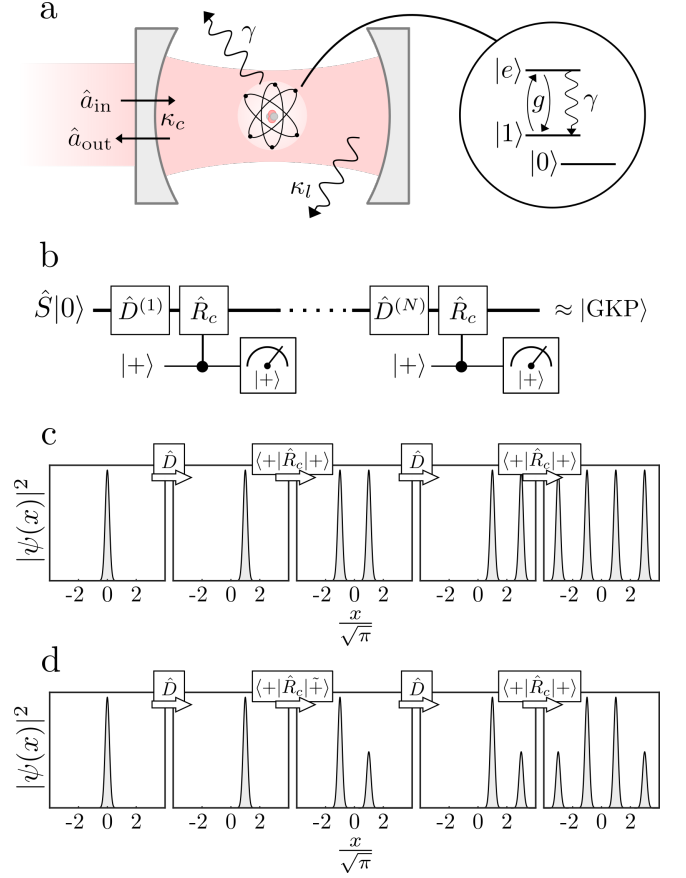 a
γ
â_in
κ_c
â_out
κ_l
|e⟩
g
γ
|1⟩
|0⟩
b
Ŝ|0⟩
D̂^(1)
R̂_c
D̂^(N)
R̂_c
≈ |GKP⟩
|+⟩
|+⟩
|+⟩
|+⟩
c
D̂
⟨+|R̂_c|+⟩
D̂
⟨+|R̂_c|+⟩
|ψ(x)|²
-2 0 2 -2 0 2 -2 0 2 -2 0 2 -2 0 2
x/√π
d
D̂
⟨+|R̂_c|+̃⟩
D̂
⟨+|R̂_c|+⟩
|ψ(x)|²
-2 0 2 -2 0 2 -2 0 2 -2 0 2 -2 0 2
x/√π